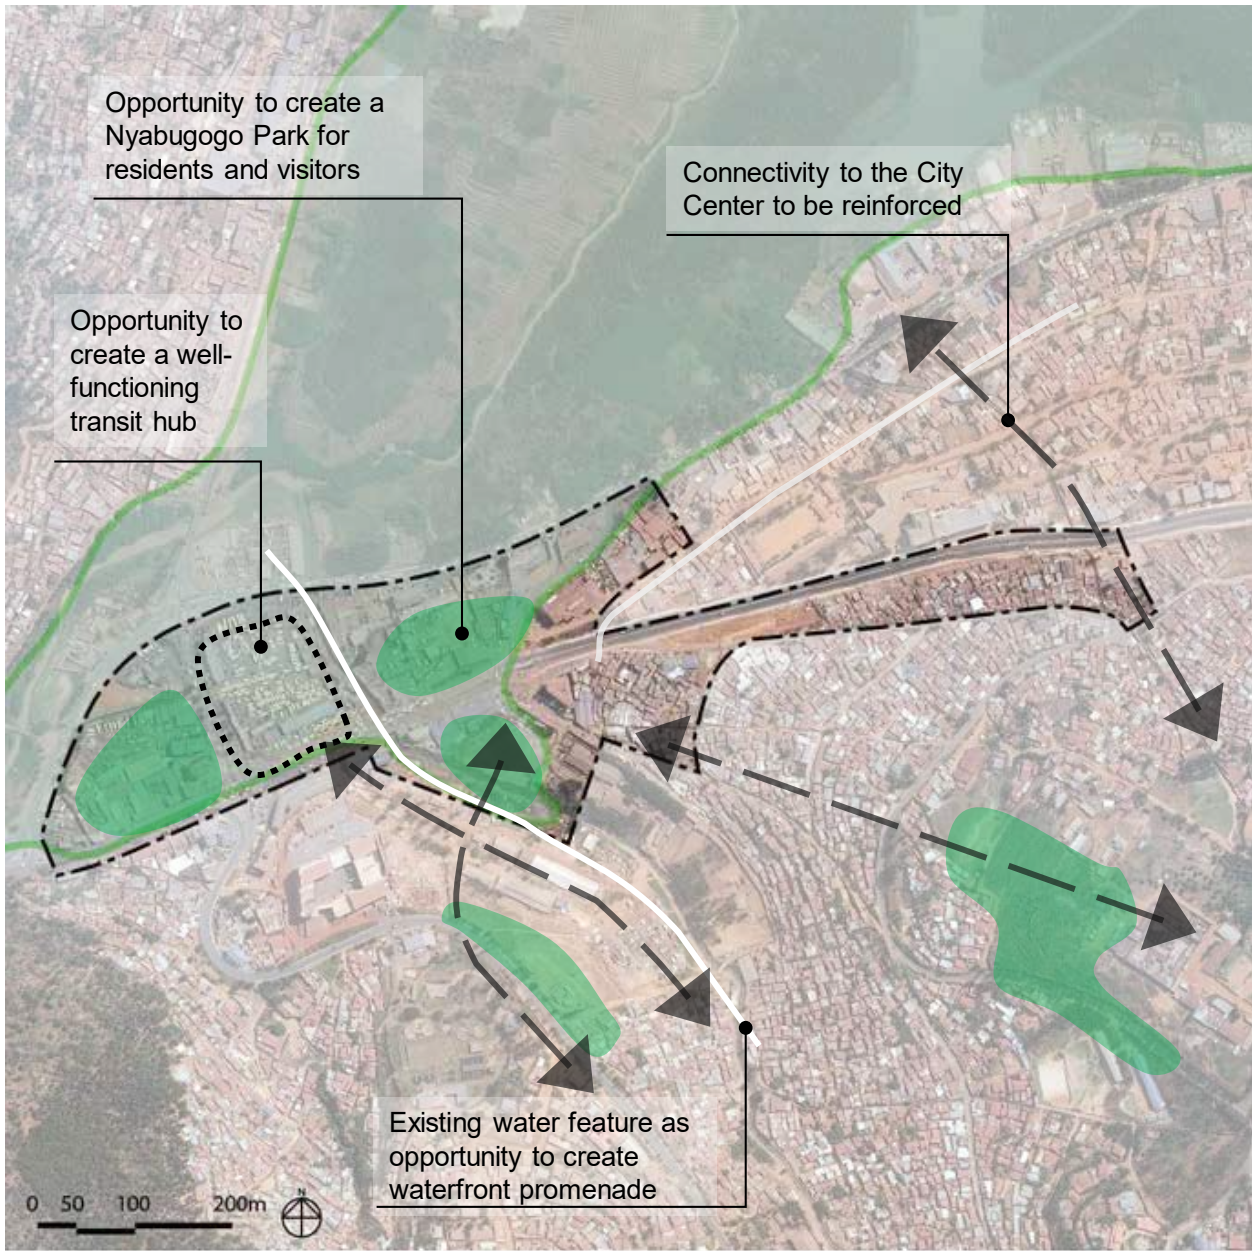 Opportunity to create a
Nyabugogo Park for
residents and visitors
Connectivity to the City
Center to be reinforced
Opportunity to
create a well-
functioning
transit hub
Existing water feature as
opportunity to create
waterfront promenade
0 50 100 200m
N